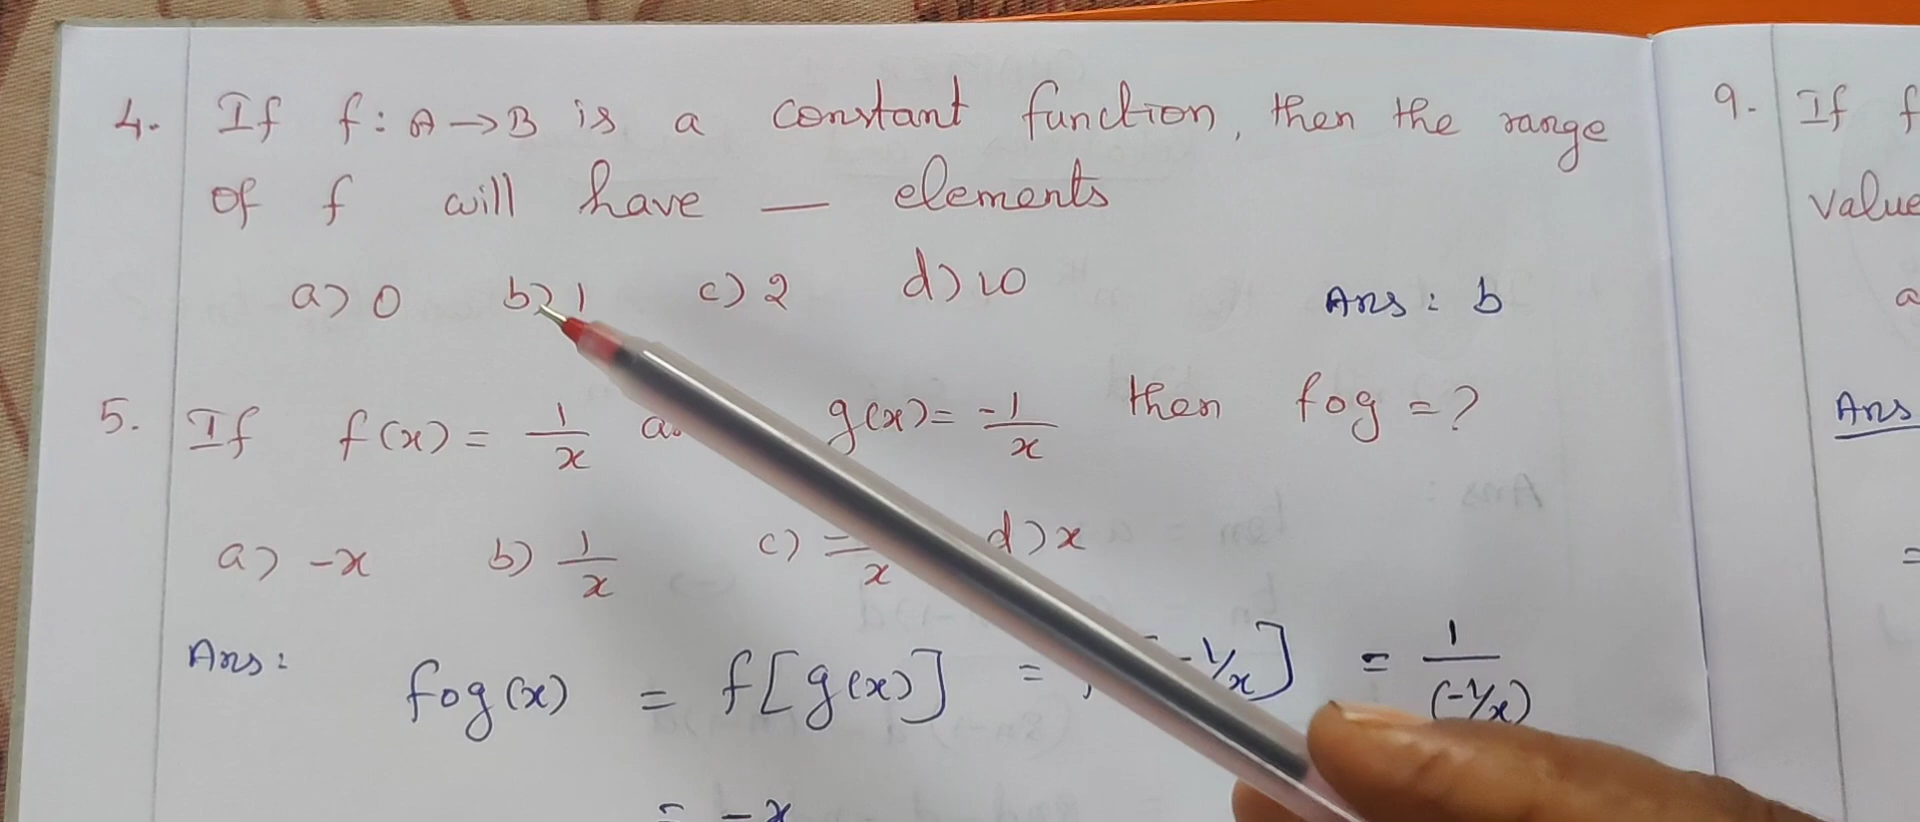 4. If f: A→B is a constant function, then the range
of f will have — elements
a) 0 b) 1 c) 2 d) 10
Ans: b
5. If f(x) = 1/x g(x) = -1/x then fog = ?
a) -x b) 1/x c) x d) x
Ans: fog(x) = f[g(x)] = -1/x] = 1/(-1/x)
= -x
9. If f
value
a
Ans
=